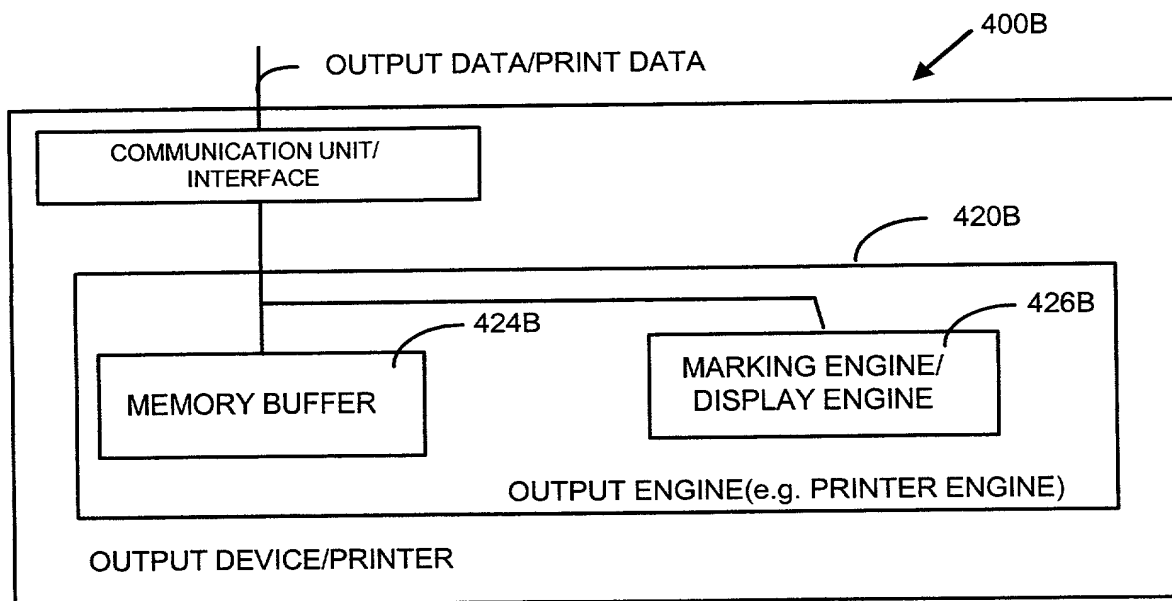 400B
OUTPUT DATA/PRINT DATA
COMMUNICATION UNIT/
INTERFACE
420B
424B
426B
MEMORY BUFFER
MARKING ENGINE/
DISPLAY ENGINE
OUTPUT ENGINE(e.g. PRINTER ENGINE)
OUTPUT DEVICE/PRINTER